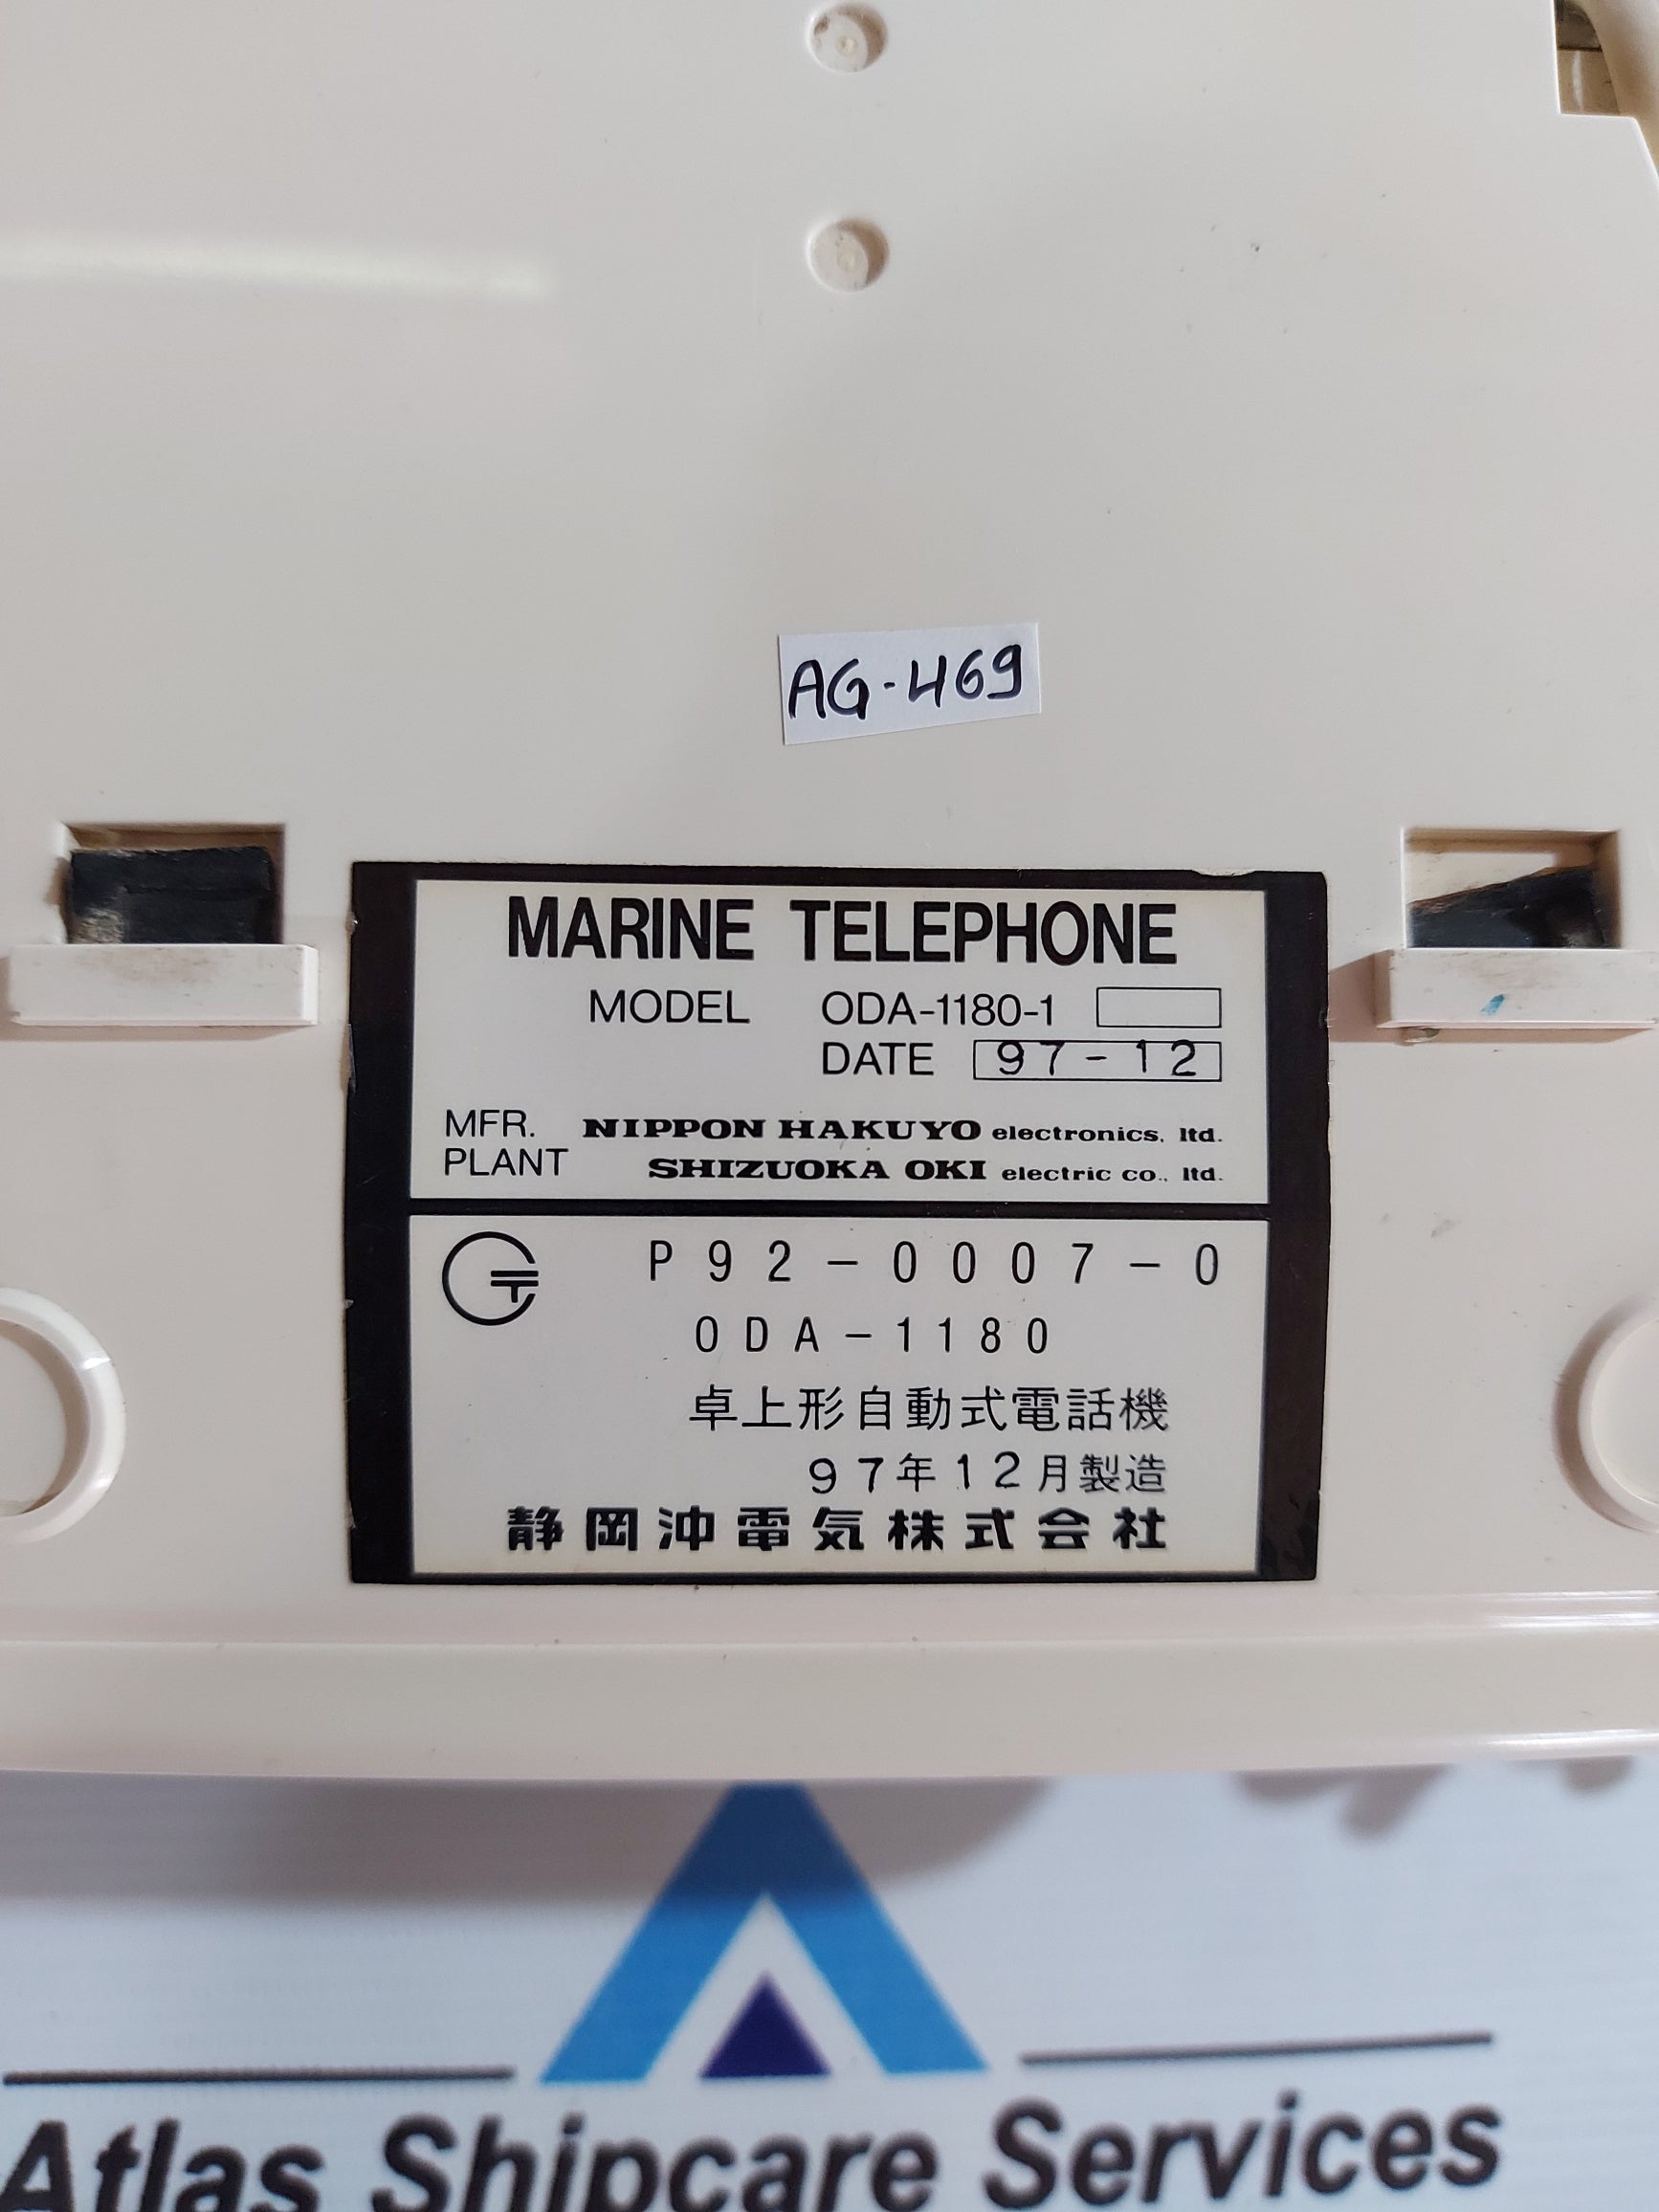 AG-469
MARINE TELEPHONE
MODEL ODA-1180-1
DATE 97-12
MFR. NIPPON HAKUYO electronics, ltd.
PLANT SHIZUOKA OKI electric co., ltd.
P92-0007-0
ODA-1180
卓上形自動式電話機
97年12月製造
静岡沖電気株式会社
Atlas Shipcare Services